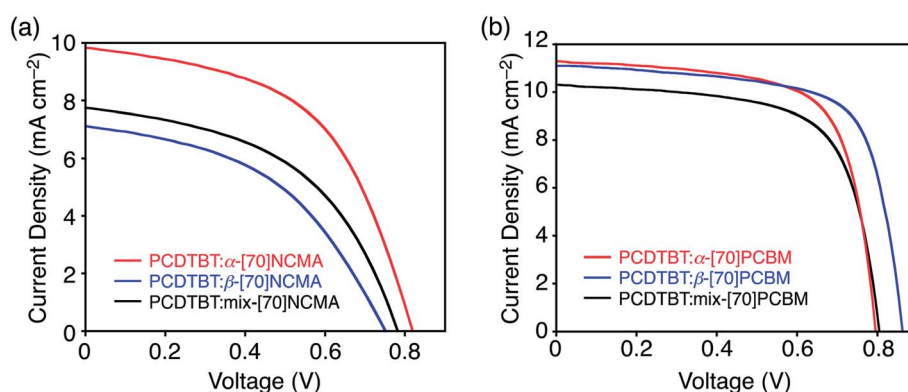 (a)
10
8
6
4
2
0
Current Density (mA cm⁻²)
PCDTBT:α-[70]NCMA
PCDTBT:β-[70]NCMA
PCDTBT:mix-[70]NCMA
0 0.2 0.4 0.6 0.8
Voltage (V)
(b)
12
10
8
6
4
2
0
Current Density (mA cm⁻²)
PCDTBT:α-[70]PCBM
PCDTBT:β-[70]PCBM
PCDTBT:mix-[70]PCBM
0 0.2 0.4 0.6 0.8
Voltage (V)